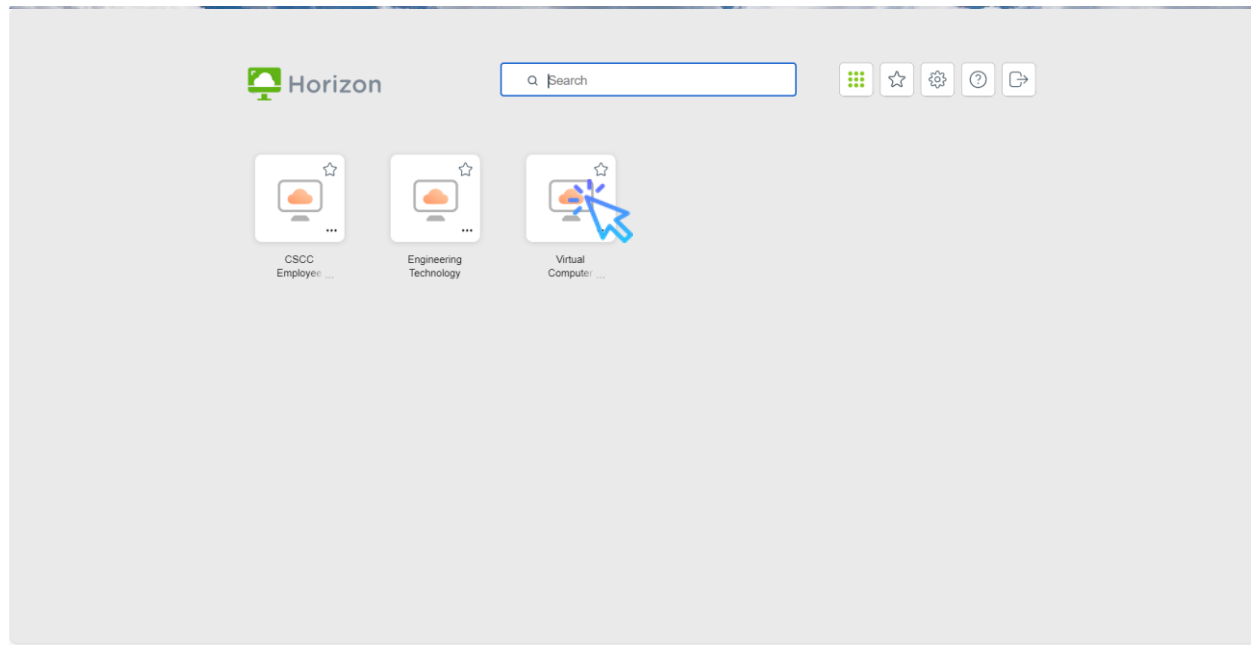 Horizon
Search
CSCC
Employee ...
Engineering
Technology
Virtual
Computer ...